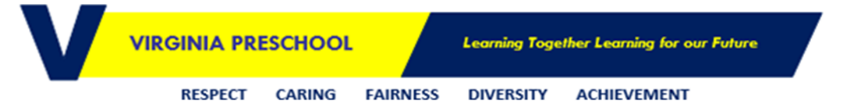 V VIRGINIA PRESCHOOL Learning Together Learning for our Future
RESPECT CARING FAIRNESS DIVERSITY ACHIEVEMENT